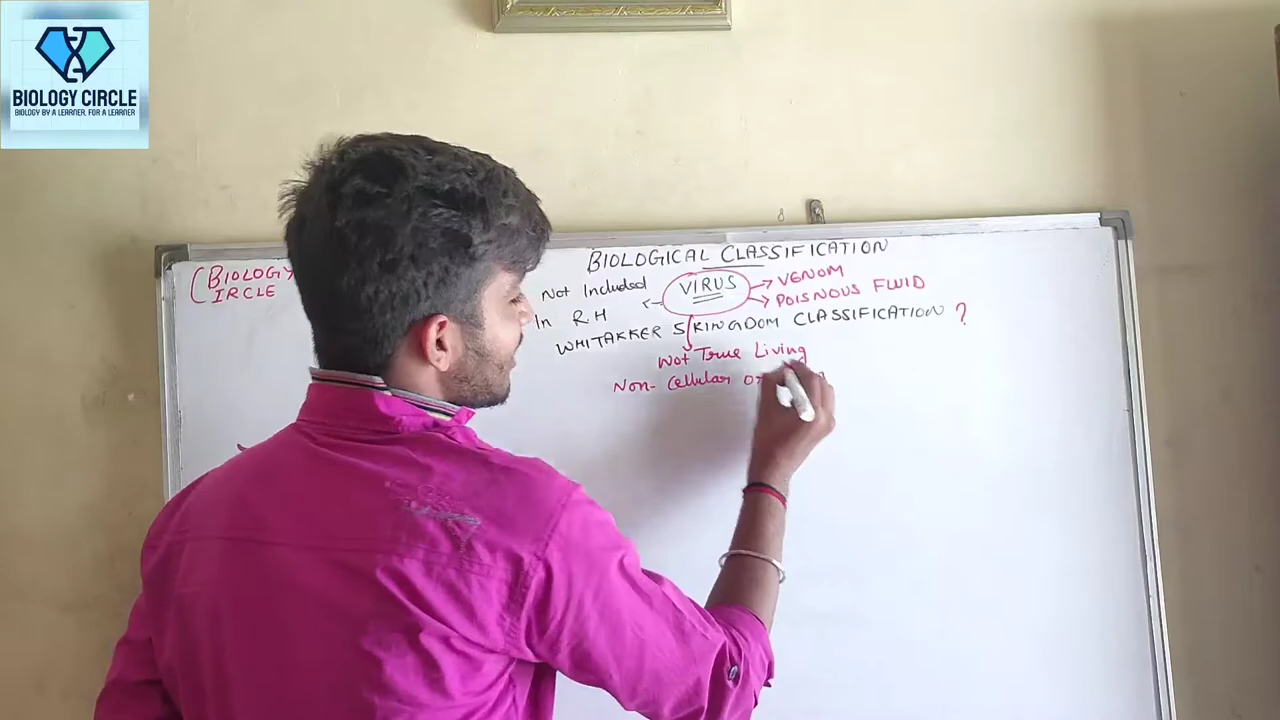 BIOLOGY CIRCLE
BIOLOGY BY A LEARNER, FOR A LEARNER
BIOLOGICAL CLASSIFICATION
(BIOLOGY
IRCLE
Not Included
VIRUS
VENOM
POISNOUS FLUID
In R.H
WHITAKKER 5 KINGDOM CLASSIFICATION ?
Not True Living
Non-Cellular